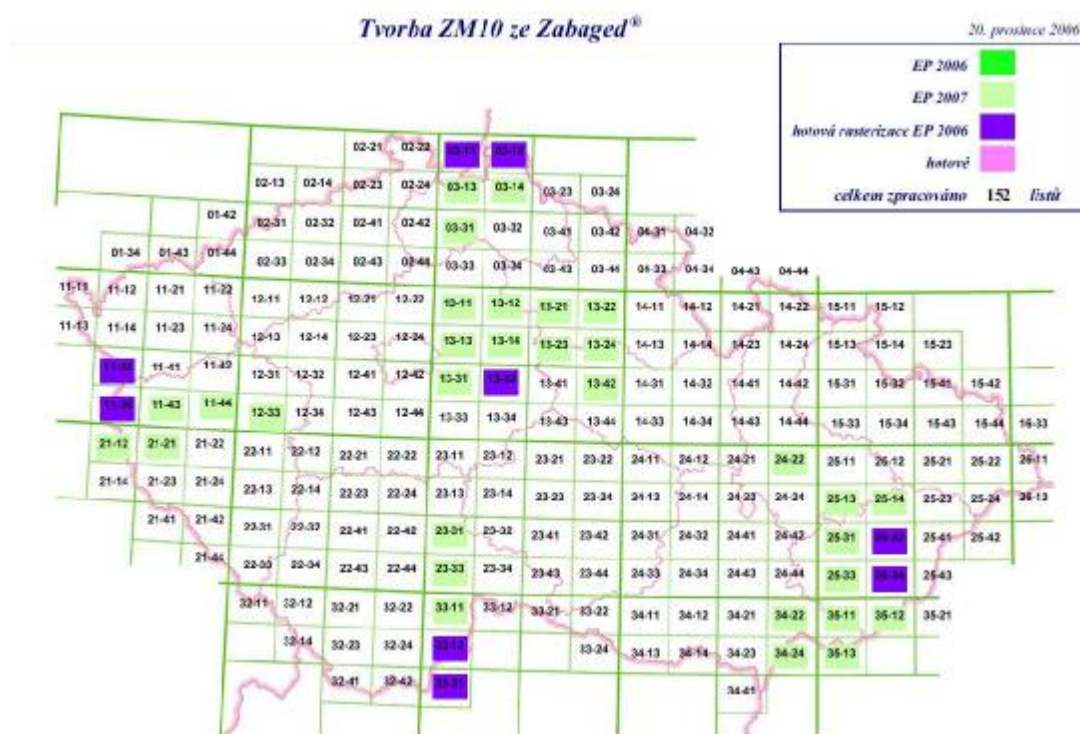 Tvorba ZM10 ze Zabaged®
20. prosince 2006
EP 2006
EP 2007
hotová rasterizace EP 2006
hotové
celkem zpracováno 152 listů
02-21 02-22 03-11 03-12
02-13 02-14 02-23 02-24 03-13 03-14 03-23 03-24
01-42 02-31 02-32 02-41 02-42 03-31 03-32 03-41 03-42 04-31 04-32
01-34 01-43 01-44 02-33 02-34 02-43 02-44 03-33 03-34 03-43 03-44 04-33 04-34 04-43 04-44
11-11 11-12 11-21 11-22 12-11 12-12 12-21 12-22 13-11 13-12 13-21 13-22 14-11 14-12 14-21 14-22 15-11 15-12
11-13 11-14 11-23 11-24 12-13 12-14 12-23 12-24 13-13 13-14 13-23 13-24 14-13 14-14 14-23 14-24 15-13 15-14 15-23
11-41 11-42 12-31 12-32 12-41 12-42 13-31 13-32 13-41 13-42 14-31 14-32 14-41 14-42 15-31 15-32 15-41 15-42
11-34 11-43 11-44 12-33 12-34 12-43 12-44 13-33 13-34 13-43 13-44 14-33 14-34 14-43 14-44 15-33 15-34 15-43 15-44 16-33
21-12 21-21 21-22 22-11 22-12 22-21 22-22 23-11 23-12 23-21 23-22 24-11 24-12 24-21 24-22 25-11 25-12 25-21 25-22 26-11
21-14 21-23 21-24 22-13 22-14 22-23 22-24 23-13 23-14 23-23 23-24 24-13 24-14 24-23 24-24 25-13 25-14 25-23 25-24 26-13
21-41 21-42 22-31 22-32 22-41 22-42 23-31 23-32 23-41 23-42 24-31 24-32 24-41 24-42 25-31 25-32 25-41 25-42
21-44 22-33 22-34 22-43 22-44 23-33 23-34 23-43 23-44 24-33 24-34 24-43 24-44 25-33 25-34 25-43
32-11 32-12 32-21 32-22 33-11 33-12 33-21 33-22 34-11 34-12 34-21 34-22 35-11 35-12 35-21
32-14 32-23 32-24 33-13 33-24 34-13 34-14 34-23 34-24 35-13
32-41 32-42 33-31 34-41